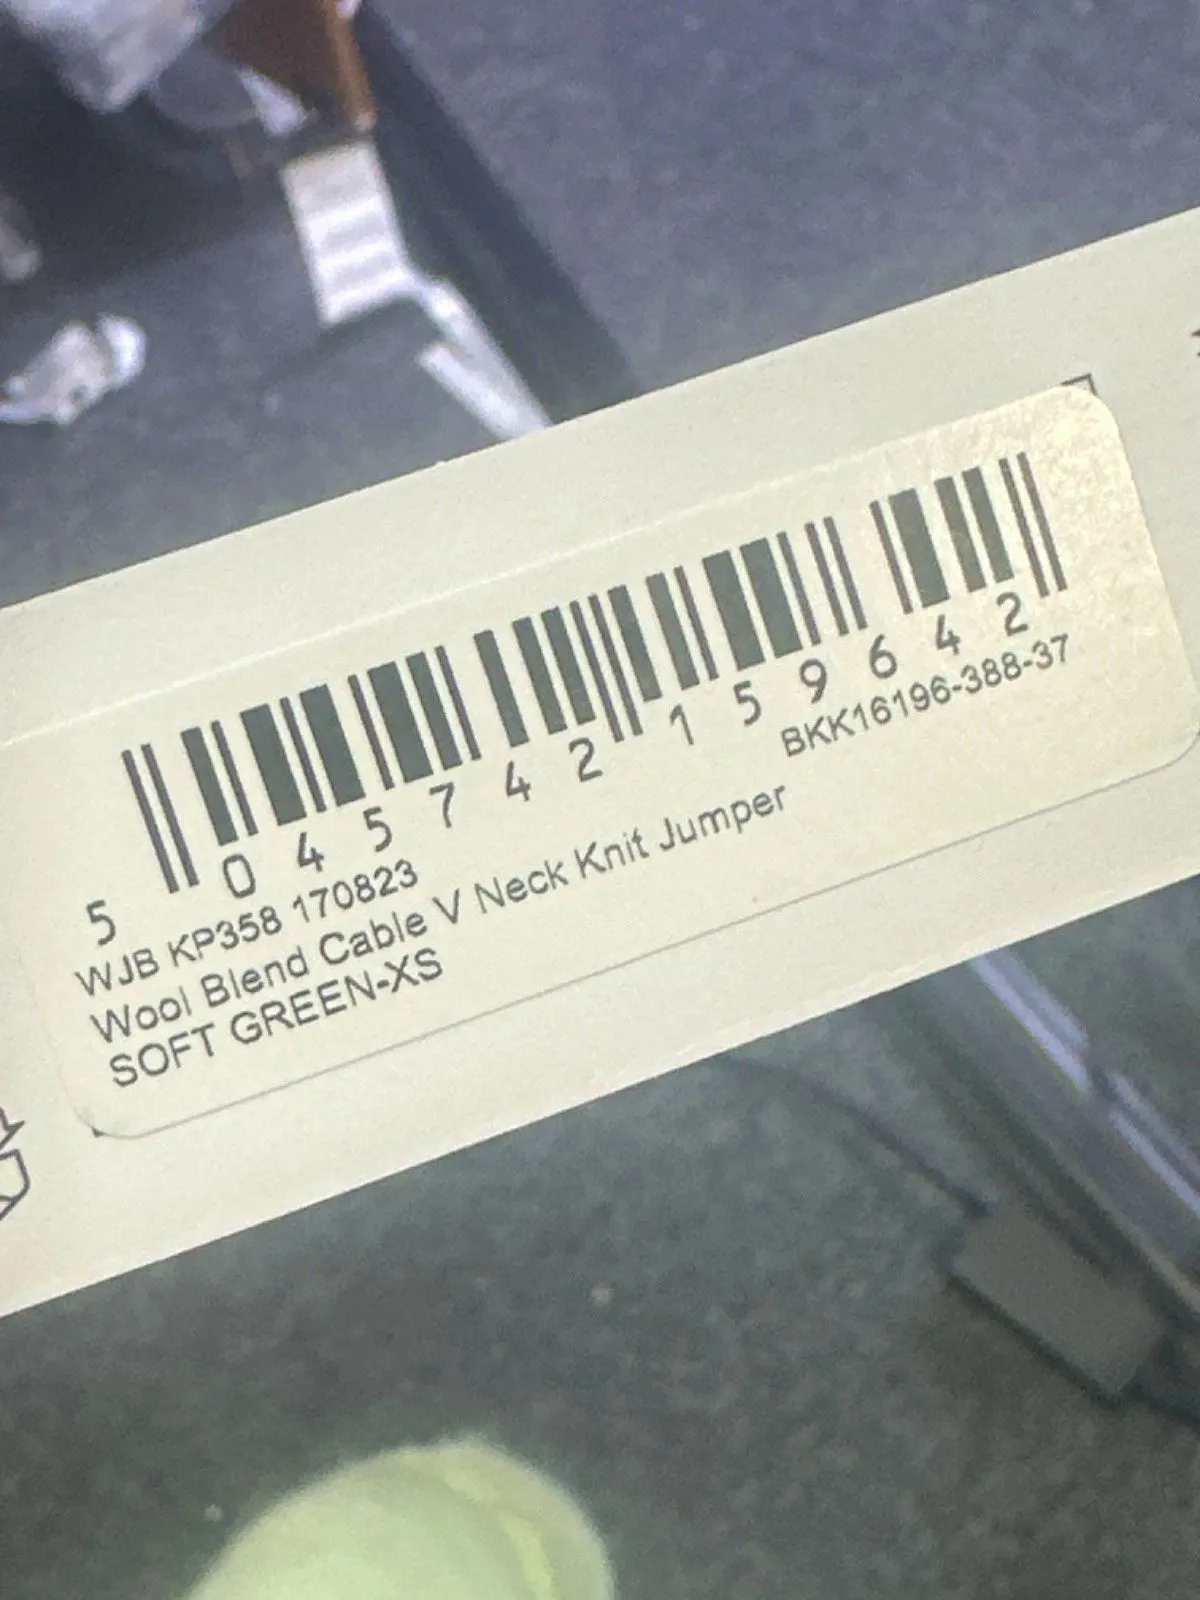 5 045742 159642
BKK16196-388-37
WJB KP358 170823
Wool Blend Cable V Neck Knit Jumper
SOFT GREEN-XS